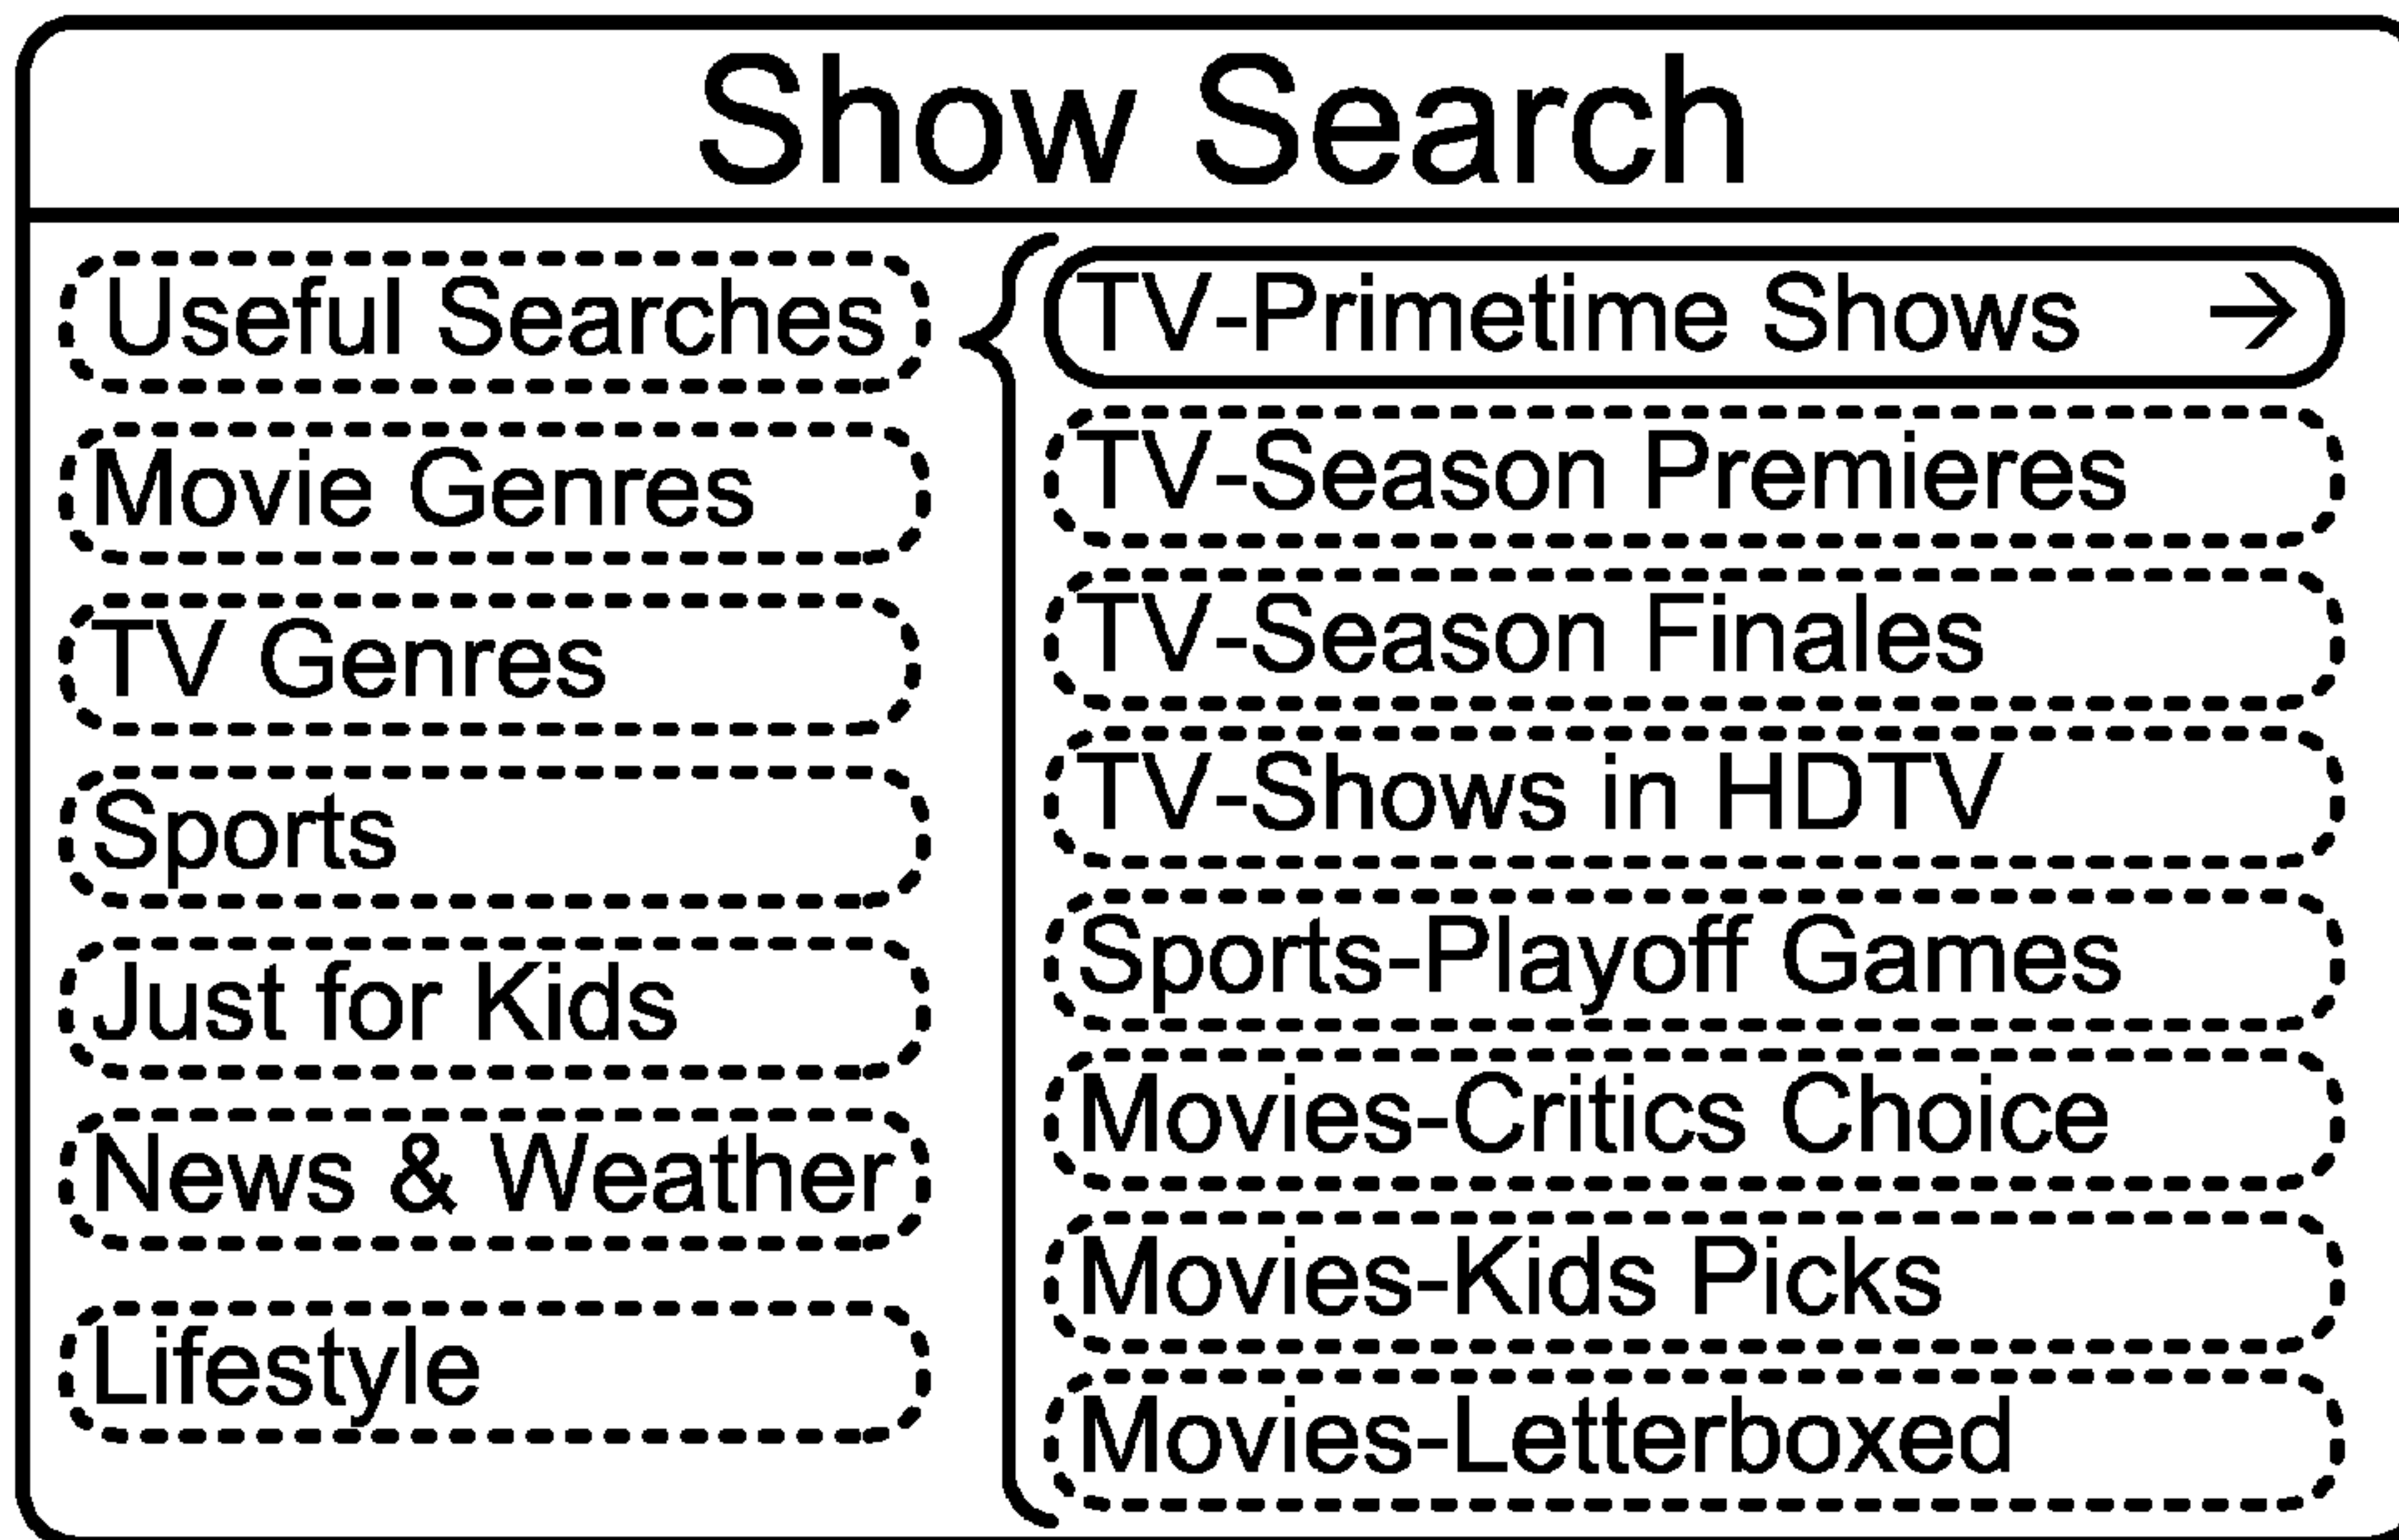 Show Search
Useful Searches
Movie Genres
TV Genres
Sports
Just for Kids
News & Weather
Lifestyle
TV-Primetime Shows →
TV-Season Premieres
TV-Season Finales
TV-Shows in HDTV
Sports-Playoff Games
Movies-Critics Choice
Movies-Kids Picks
Movies-Letterboxed